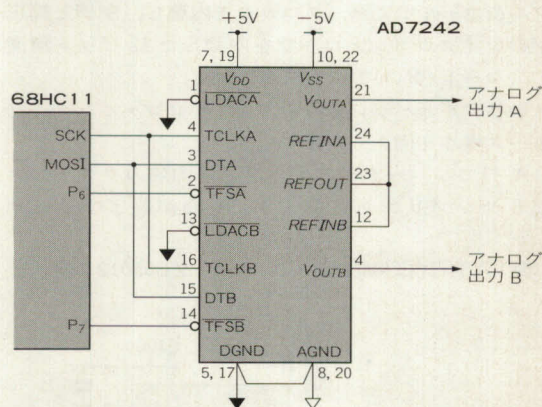 +5V
−5V
AD7242
7, 19
10, 22
VDD
VSS
1
LDACA
VOUTA
21
アナログ
出力 A
68HC11
SCK
4
TCLKA
REFINA
24
MOSI
3
DTA
P6
2
TFSA
REFOUT
23
13
LDACB
REFINB
12
16
TCLKB
VOUTB
4
アナログ
出力 B
15
DTB
P7
14
TFSB
DGND
AGND
5, 17
8, 20